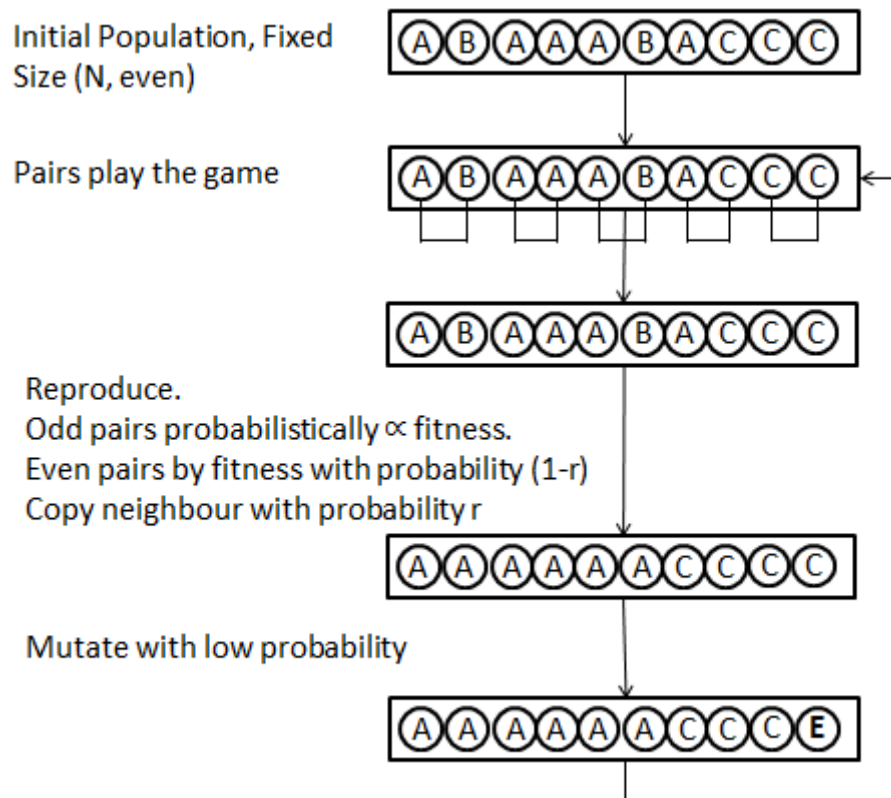 Initial Population, Fixed
Size (N, even)
A B A A A B A C C C
Pairs play the game
A B A A A B A C C C
A B A A A B A C C C
Reproduce.
Odd pairs probabilistically ∝ fitness.
Even pairs by fitness with probability (1-r)
Copy neighbour with probability r
A A A A A A C C C C
Mutate with low probability
A A A A A A C C C E